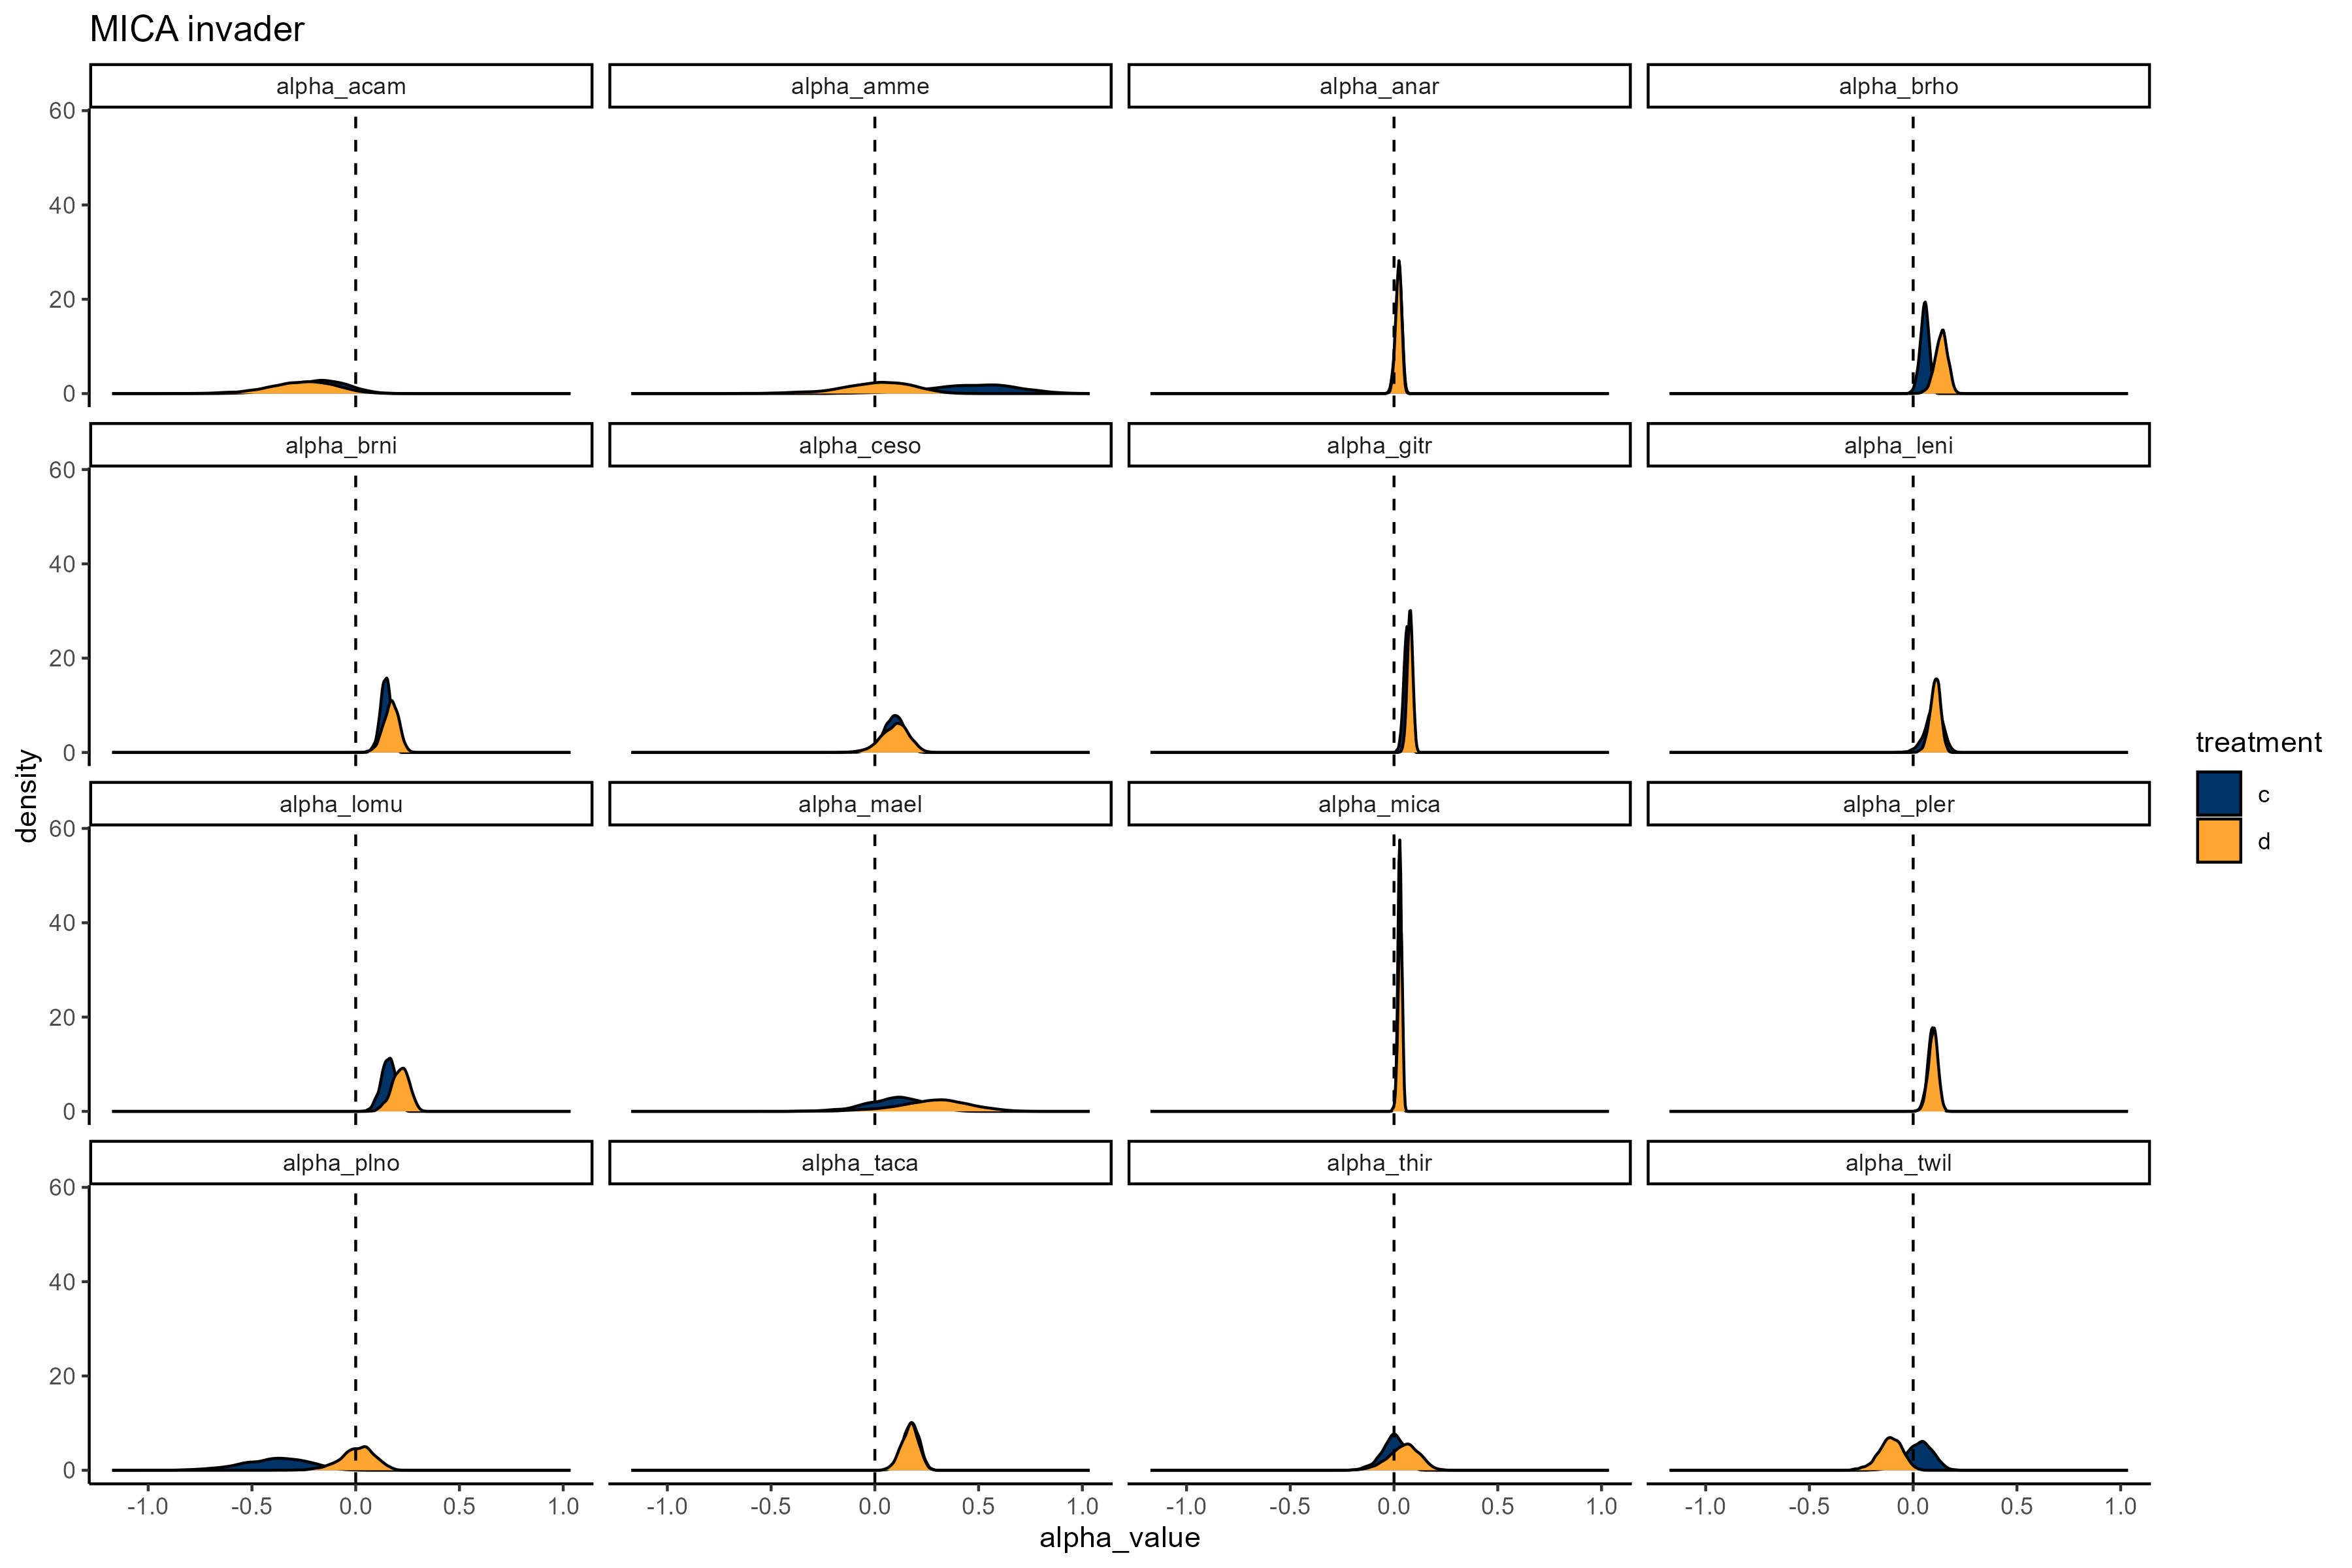 MICA invader
alpha_acam alpha_amme alpha_anar alpha_brho
60
40
20
0
alpha_brni alpha_ceso alpha_gitr alpha_leni
60
40
20
0
density
treatment
c
d
alpha_lomu alpha_mael alpha_mica alpha_pler
60
40
20
0
alpha_plno alpha_taca alpha_thir alpha_twil
60
40
20
0
-1.0 -0.5 0.0 0.5 1.0 -1.0 -0.5 0.0 0.5 1.0 -1.0 -0.5 0.0 0.5 1.0 -1.0 -0.5 0.0 0.5 1.0
alpha_value